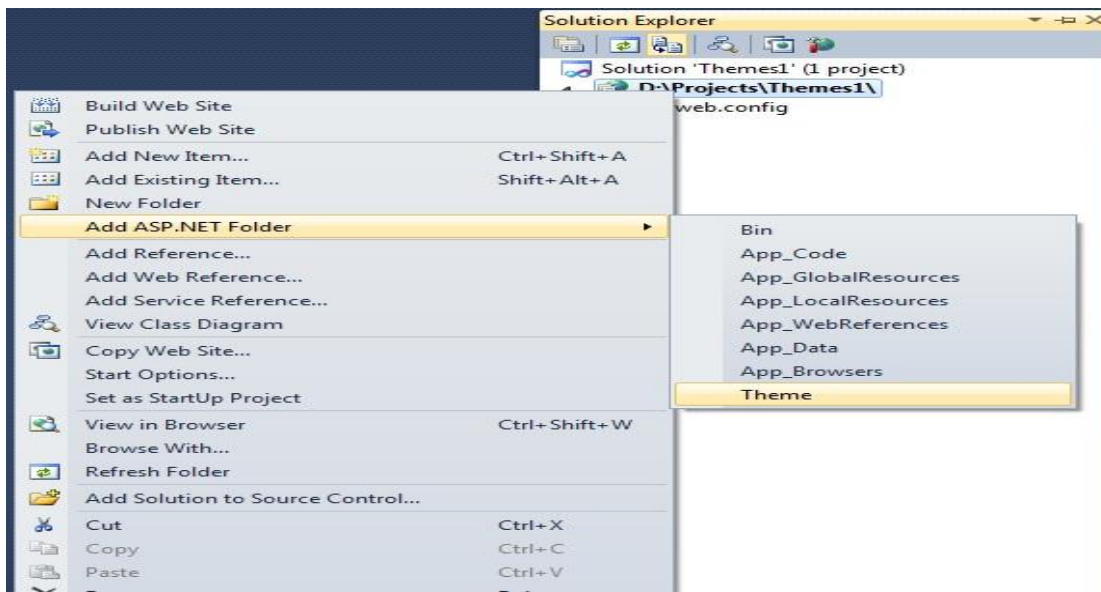 Solution Explorer
Solution 'Themes1' (1 project)
D:\Projects\Themes1\
web.config
Build Web Site
Publish Web Site
Add New Item... Ctrl+Shift+A
Add Existing Item... Shift+Alt+A
New Folder
Add ASP.NET Folder
Add Reference...
Add Web Reference...
Add Service Reference...
View Class Diagram
Copy Web Site...
Start Options...
Set as StartUp Project
View in Browser Ctrl+Shift+W
Browse With...
Refresh Folder
Add Solution to Source Control...
Cut Ctrl+X
Copy Ctrl+C
Paste Ctrl+V
Bin
App_Code
App_GlobalResources
App_LocalResources
App_WebReferences
App_Data
App_Browsers
Theme